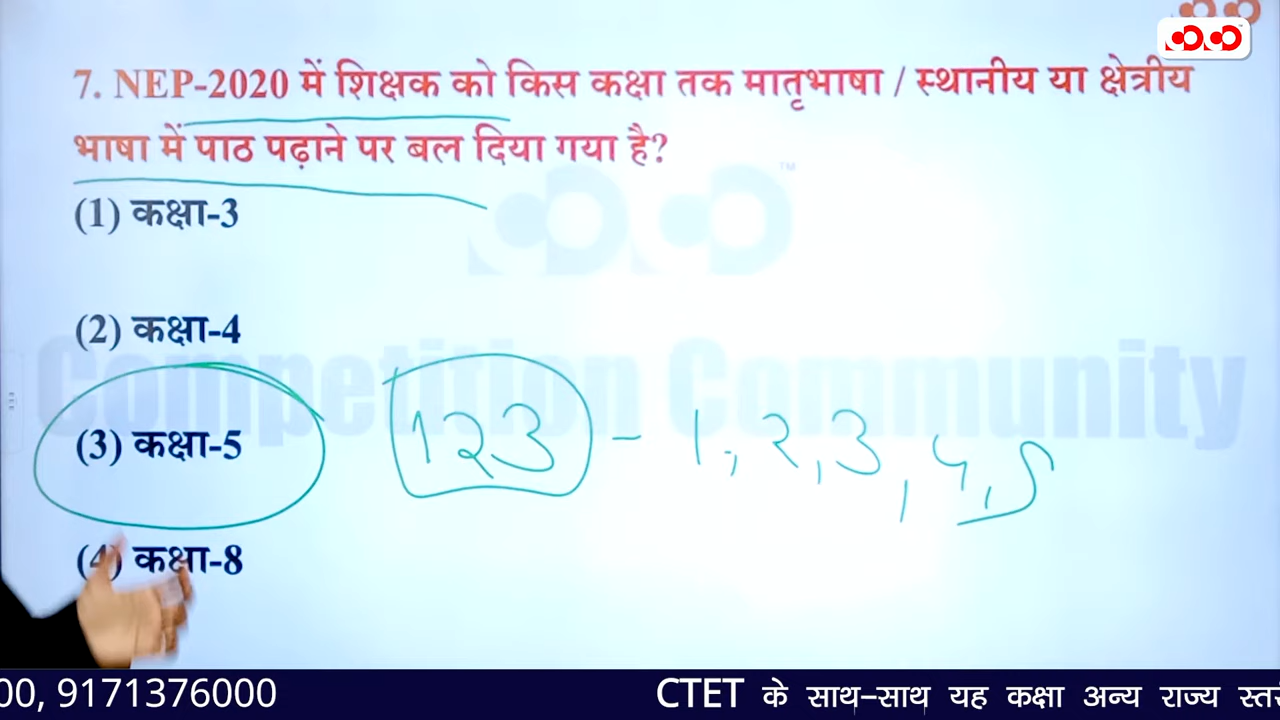 7. NEP-2020 में शिक्षक को किस कक्षा तक मातृभाषा / स्थानीय या क्षेत्रीय
भाषा में पाठ पढ़ाने पर बल दिया गया है?
(1) कक्षा-3
(2) कक्षा-4
Competition Community
(3) कक्षा-5
123 - 1, 2, 3, 4, 5
(4) कक्षा-8
00, 9171376000
CTET के साथ-साथ यह कक्षा अन्य राज्य स्तर